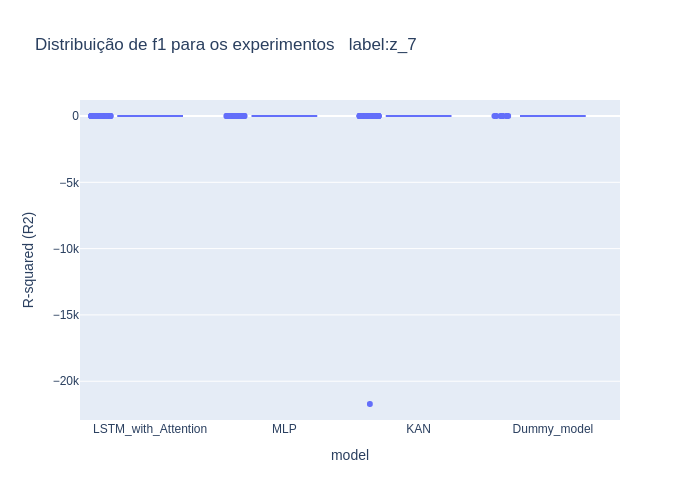 Distribuição de f1 para os experimentos   label:z_7
0
−5k
−10k
−15k
−20k
R-squared (R2)
LSTM_with_Attention
MLP
KAN
Dummy_model
model